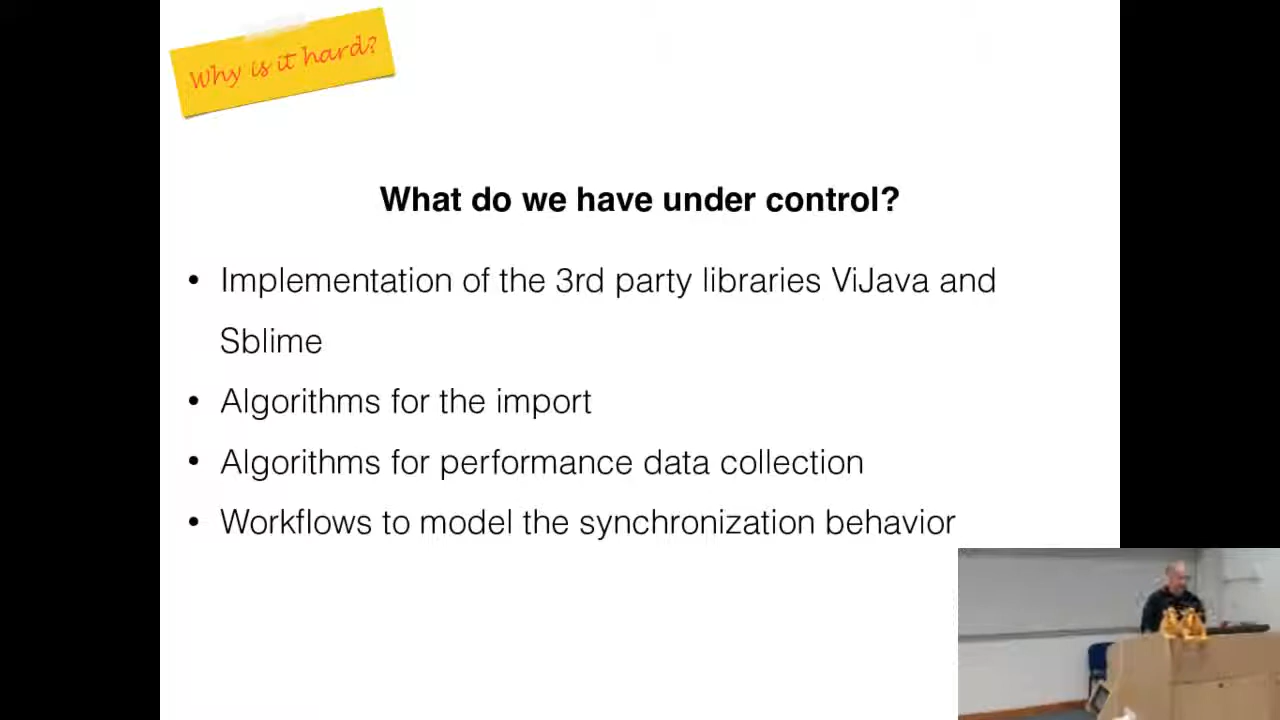 Why is it hard?
What do we have under control?
• Implementation of the 3rd party libraries ViJava and
Sblime
• Algorithms for the import
• Algorithms for performance data collection
• Workflows to model the synchronization behavior